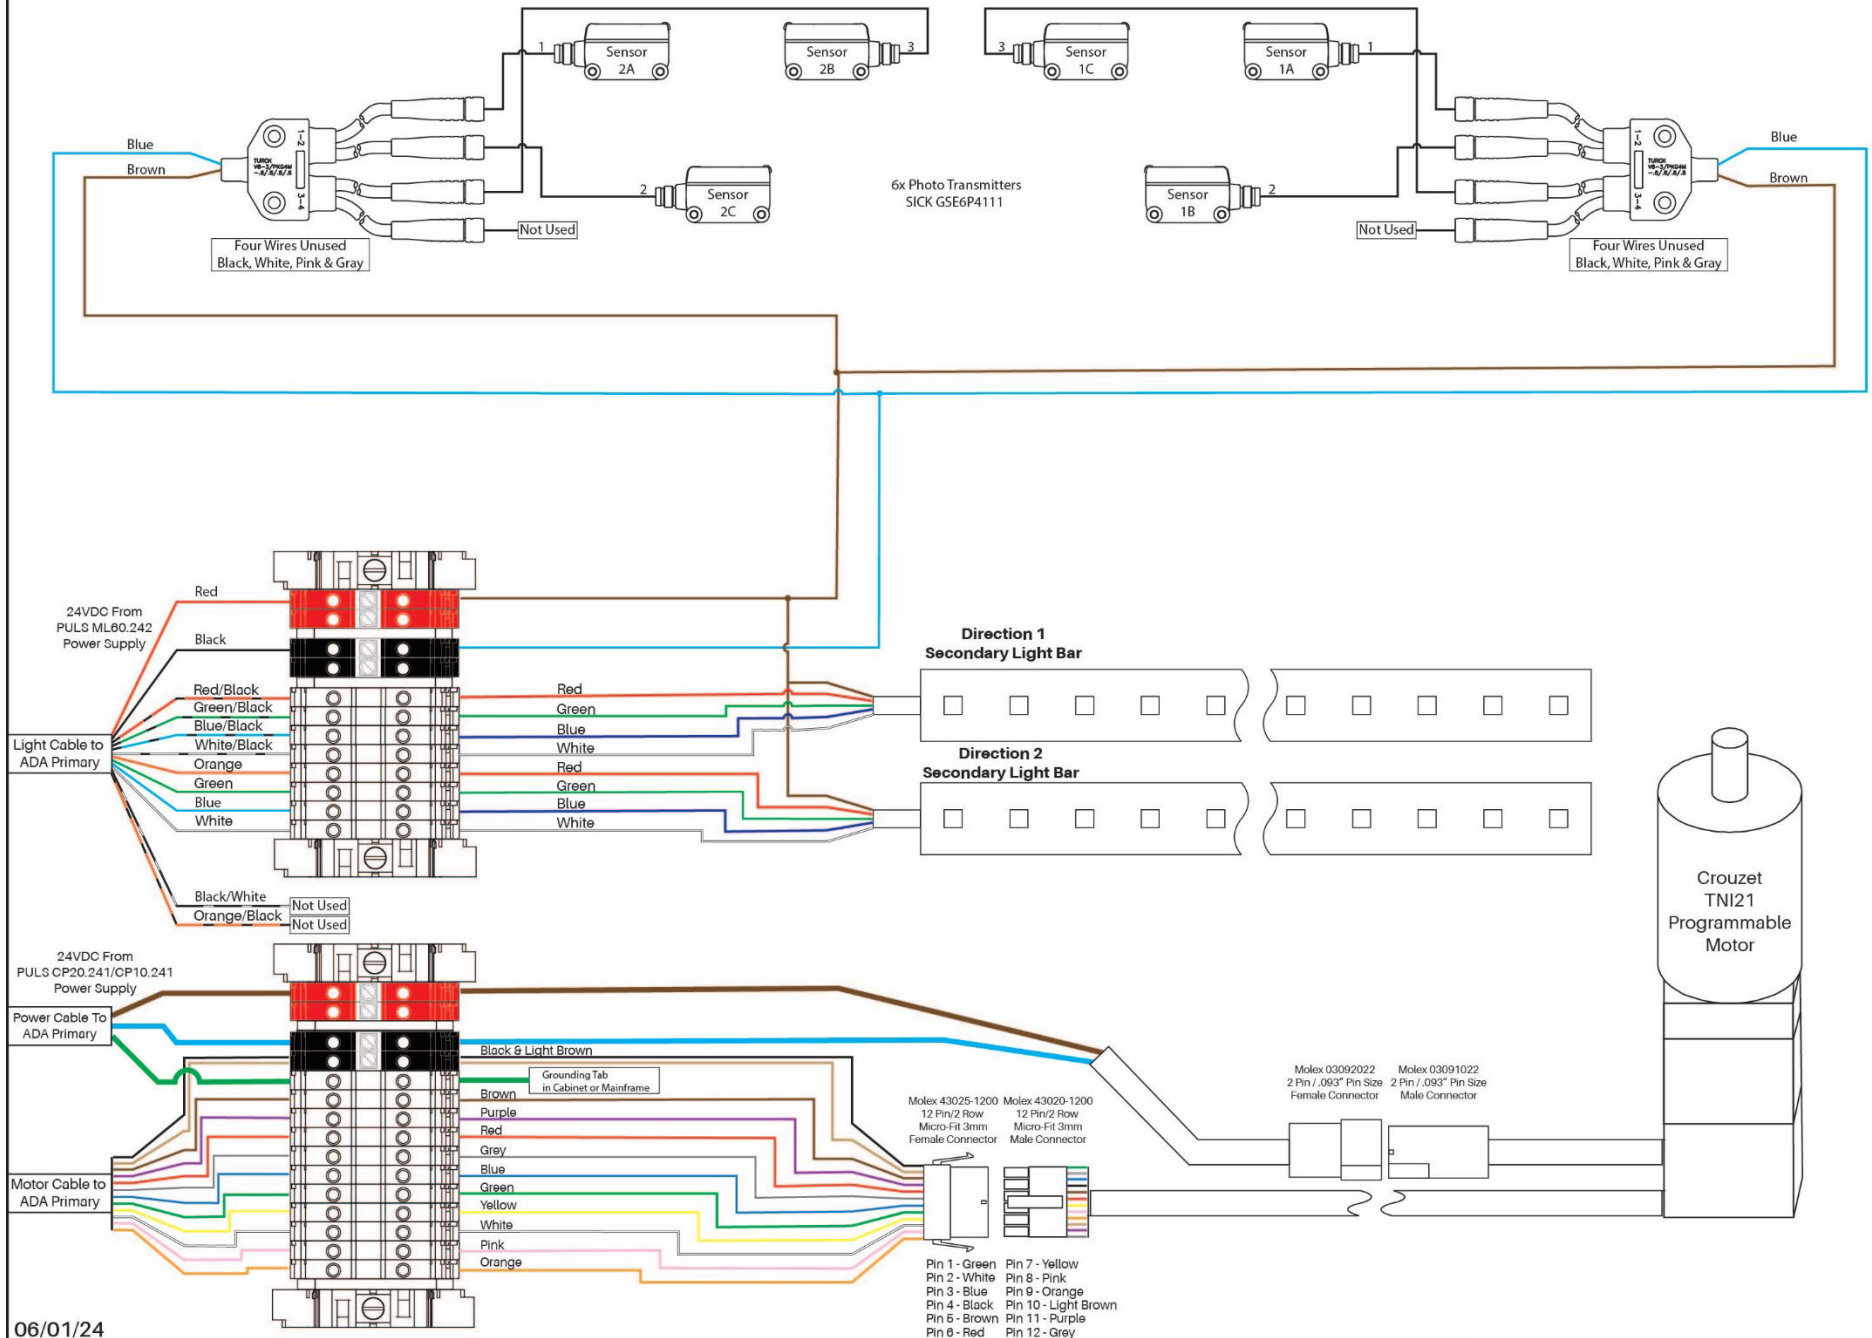 1
Sensor
2A
Sensor
2B
3
3
Sensor
1C
Sensor
1A
1
Blue
Brown
1-2
TURCK
3-4
2
Sensor
2C
6x Photo Transmitters
SICK GSE6P4111
Sensor
1B
2
1-2
TURCK
3-4
Blue
Brown
Not Used
Not Used
Four Wires Unused
Black, White, Pink & Gray
Four Wires Unused
Black, White, Pink & Gray
24VDC From
PULS ML60.242
Power Supply
Red
Black
Red/Black
Green/Black
Blue/Black
White/Black
Orange
Green
Blue
White
Light Cable to
ADA Primary
Black/White
Not Used
Orange/Black
Not Used
Red
Green
Blue
White
Red
Green
Blue
White
Direction 1
Secondary Light Bar
Direction 2
Secondary Light Bar
Crouzet
TNI21
Programmable
Motor
24VDC From
PULS CP20.241/CP10.241
Power Supply
Power Cable To
ADA Primary
Motor Cable to
ADA Primary
Black & Light Brown
Grounding Tab
in Cabinet or Mainframe
Brown
Purple
Red
Grey
Blue
Green
Yellow
White
Pink
Orange
Molex 43025-1200
12 Pin/2 Row
Micro-Fit 3mm
Female Connector
Molex 43020-1200
12 Pin/2 Row
Micro-Fit 3mm
Male Connector
Molex 03092022
2 Pin / .093" Pin Size
Female Connector
Molex 03091022
2 Pin / .093" Pin Size
Male Connector
Pin 1 - Green Pin 7 - Yellow
Pin 2 - White Pin 8 - Pink
Pin 3 - Blue Pin 9 - Orange
Pin 4 - Black Pin 10 - Light Brown
Pin 5 - Brown Pin 11 - Purple
Pin 6 - Red Pin 12 - Grey
06/01/24